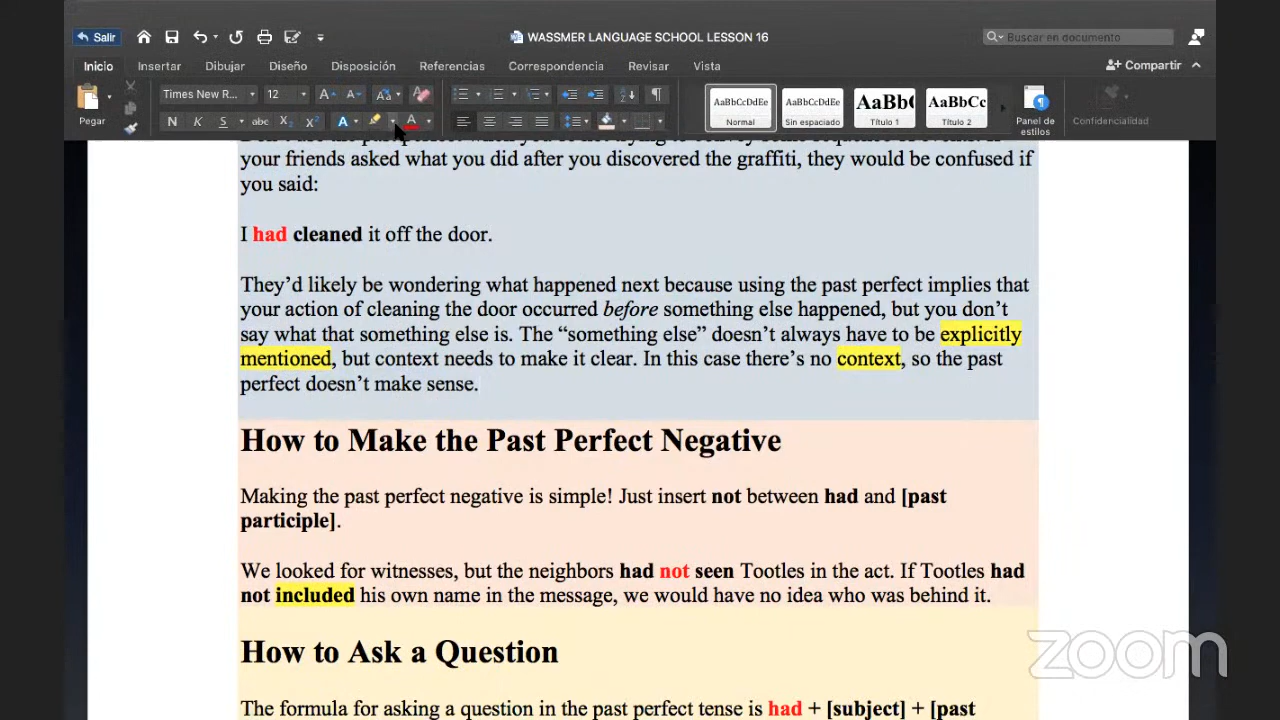 Salir
WASSMER LANGUAGE SCHOOL LESSON 16
Buscar en documento
Inicio Insertar Dibujar Diseño Disposición Referencias Correspondencia Revisar Vista
Compartir
Pegar
Times New R...
12
N K S abc X₂ X²
AaBbCcDdEe
Normal
AaBbCcDdEe
Sin espaciado
AaBb(
Título 1
AaBbCc
Título 2
Panel de
estilos
Confidencialidad
your friends asked what you did after you discovered the graffiti, they would be confused if
you said:
I had cleaned it off the door.
They’d likely be wondering what happened next because using the past perfect implies that
your action of cleaning the door occurred before something else happened, but you don’t
say what that something else is. The “something else” doesn’t always have to be explicitly
mentioned, but context needs to make it clear. In this case there’s no context, so the past
perfect doesn’t make sense.
How to Make the Past Perfect Negative
Making the past perfect negative is simple! Just insert not between had and [past
participle].
We looked for witnesses, but the neighbors had not seen Tootles in the act. If Tootles had
not included his own name in the message, we would have no idea who was behind it.
How to Ask a Question
The formula for asking a question in the past perfect tense is had + [subject] + [past
zoom